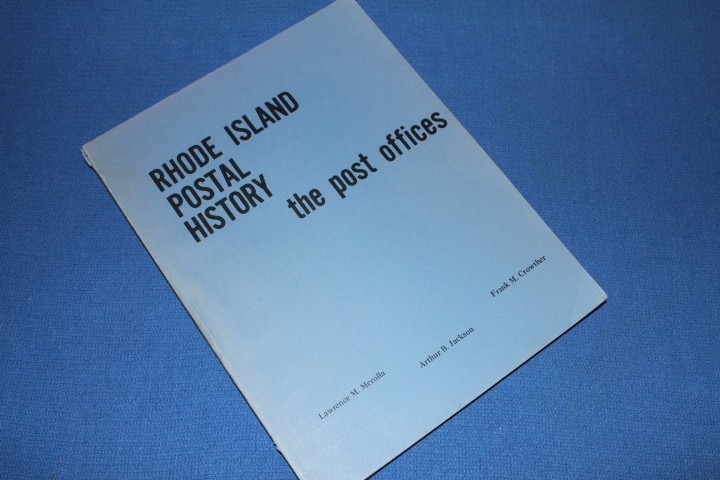 RHODE ISLAND
POSTAL
HISTORY the post offices
Lawrence M. Merolla Arthur B. Jackson Frank M. Crowther